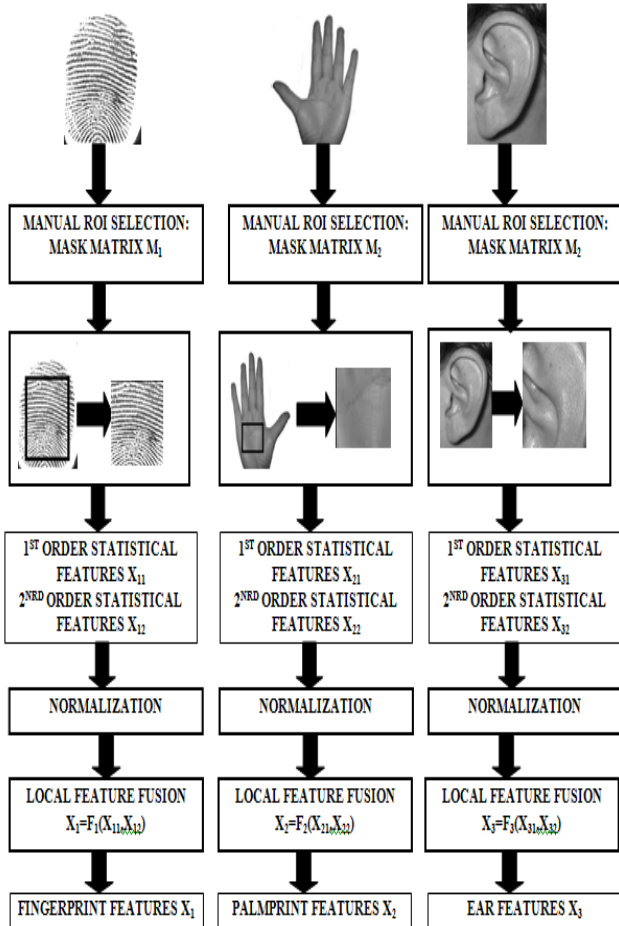 MANUAL ROI SELECTION:
MASK MATRIX M₁
MANUAL ROI SELECTION:
MASK MATRIX M₂
MANUAL ROI SELECTION:
MASK MATRIX M₂
1ST ORDER STATISTICAL
FEATURES X₁₁
2NRD ORDER STATISTICAL
FEATURES X₁₂
1ST ORDER STATISTICAL
FEATURES X₂₁
2NRD ORDER STATISTICAL
FEATURES X₂₂
1ST ORDER STATISTICAL
FEATURES X₃₁
2NRD ORDER STATISTICAL
FEATURES X₃₂
NORMALIZATION
NORMALIZATION
NORMALIZATION
LOCAL FEATURE FUSION
X₁=F₁(X₁₁,X₁₂)
LOCAL FEATURE FUSION
X₂=F₂(X₂₁,X₂₂)
LOCAL FEATURE FUSION
X₃=F₃(X₃₁,X₃₂)
FINGERPRINT FEATURES X₁
PALMPRINT FEATURES X₂
EAR FEATURES X₃